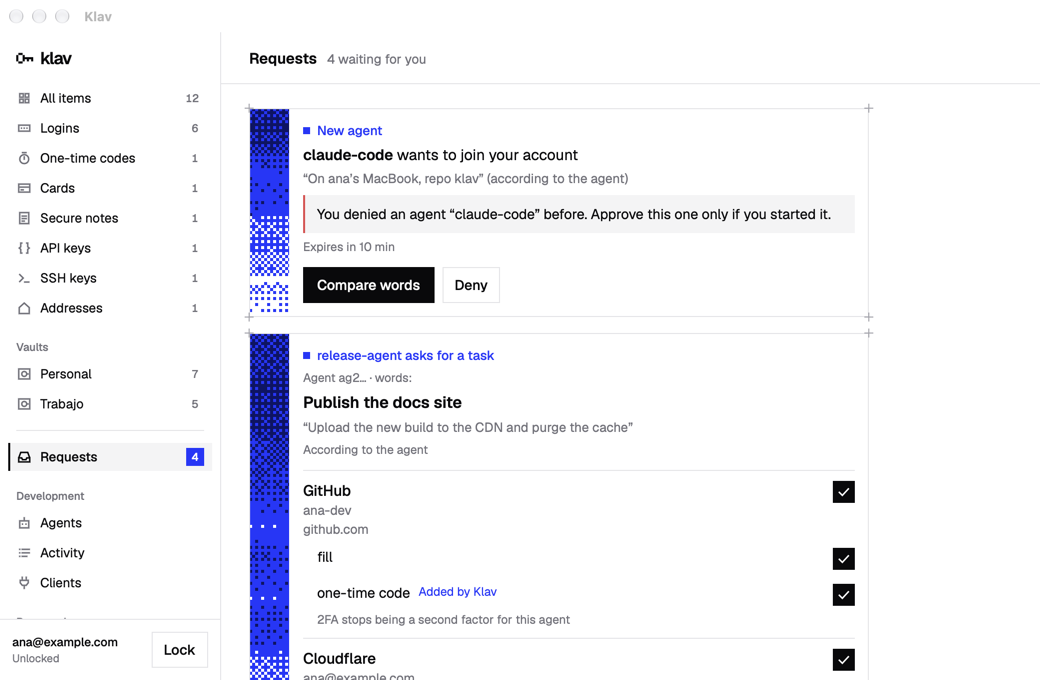 Klav
klav
All items 12
Logins 6
One-time codes 1
Cards 1
Secure notes 1
API keys 1
SSH keys 1
Addresses 1
Vaults
Personal 7
Trabajo 5
Requests 4
Development
Agents
Activity
Clients
ana@example.com
Unlocked
Lock
Requests 4 waiting for you
New agent
claude-code wants to join your account
“On ana's MacBook, repo klav” (according to the agent)
You denied an agent “claude-code” before. Approve this one only if you started it.
Expires in 10 min
Compare words Deny
release-agent asks for a task
Agent ag2… · words:
Publish the docs site
“Upload the new build to the CDN and purge the cache”
According to the agent
GitHub
ana-dev
github.com
fill
one-time code Added by Klav
2FA stops being a second factor for this agent
Cloudflare
ana@example.com